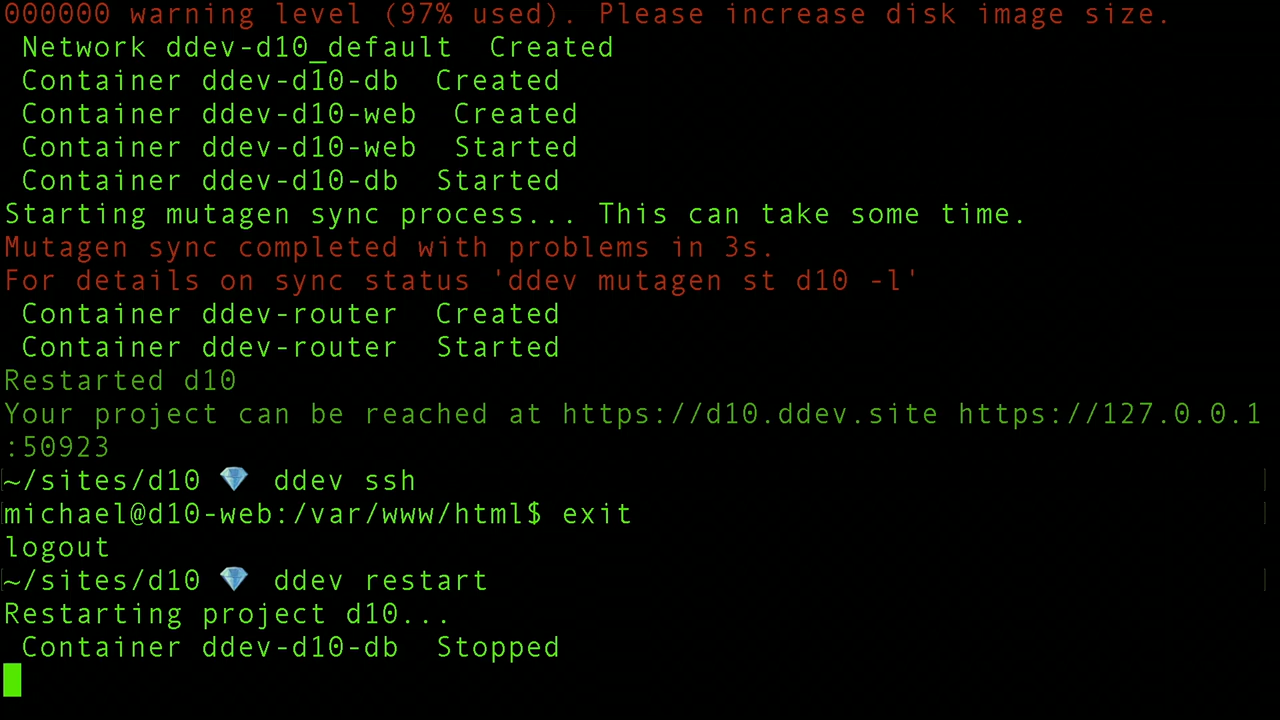 000000 warning level (97% used). Please increase disk image size.
Network ddev-d10_default  Created
Container ddev-d10-db  Created
Container ddev-d10-web  Created
Container ddev-d10-web  Started
Container ddev-d10-db  Started
Starting mutagen sync process... This can take some time.
Mutagen sync completed with problems in 3s.
For details on sync status 'ddev mutagen st d10 -l'
Container ddev-router  Created
Container ddev-router  Started
Restarted d10
Your project can be reached at https://d10.ddev.site https://127.0.0.1
:50923
~/sites/d10 💎 ddev ssh
michael@d10-web:/var/www/html$ exit
logout
~/sites/d10 💎 ddev restart
Restarting project d10...
Container ddev-d10-db  Stopped